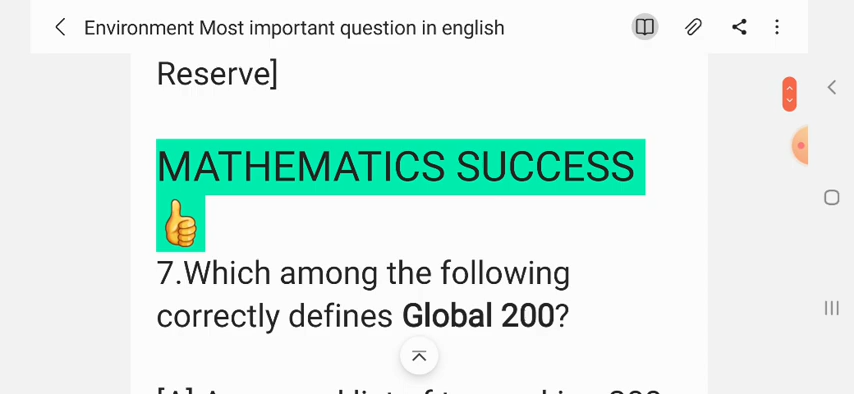 Environment Most important question in english
Reserve]
MATHEMATICS SUCCESS
👍
7.Which among the following
correctly defines Global 200?